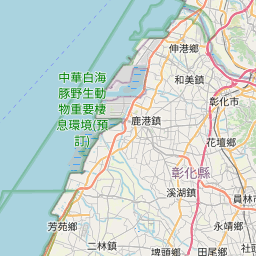 伸港鄉
中華白海
豚野生動
物重要棲
息環境(預
訂)
和美鎮
彰化市
鹿港鎮
花壇鄉
彰化縣
溪湖鎮
員林市
芳苑鄉
永靖鄉
二林鎮
埤頭鄉
田尾鄉